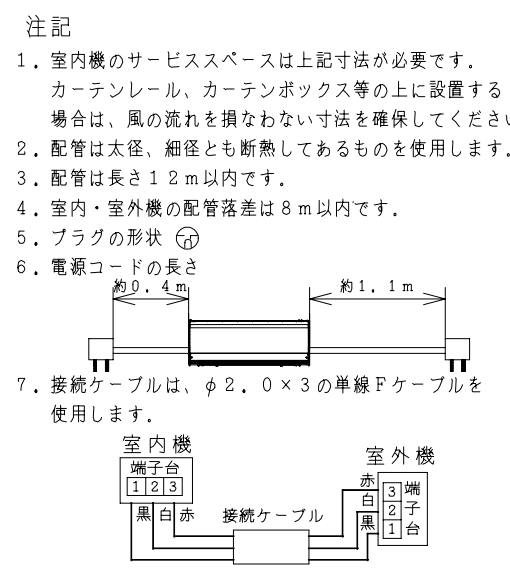 注記
1．室内機のサービススペースは上記寸法が必要です．
カーテンレール、カーテンボックス等の上に設置する
場合は、風の流れを損なわない寸法を確保してくださ
2．配管は太径、細径とも断熱してあるものを使用します．
3．配管は長さ12m以内です．
4．室内・室外機の配管落差は8m以内です．
5．プラグの形状
6．電源コードの長さ
約0．4m 約1．1m
7．接続ケーブルは、φ2．0×3の単線Fケーブルを
使用します．
室内機
端子台
1 2 3
黒 白 赤
接続ケーブル
室外機
赤
白
黒
3
2
1
端子台